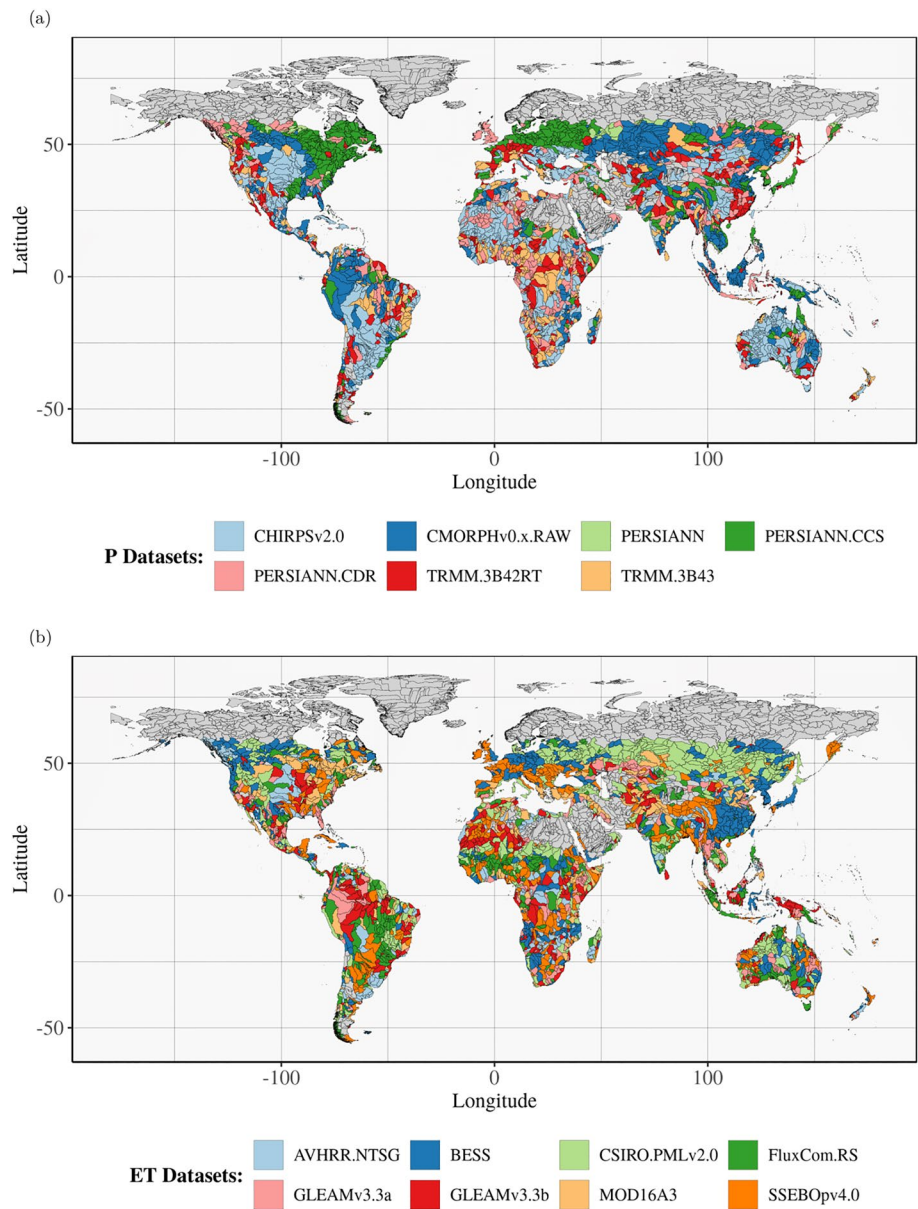 (a)
50
0
-50
Latitude
-100 0 100
Longitude
P Datasets:
CHIRPSv2.0 CMORPHv0.x.RAW PERSIANN PERSIANN.CCS
PERSIANN.CDR TRMM.3B42RT TRMM.3B43
(b)
50
0
-50
Latitude
-100 0 100
Longitude
ET Datasets:
AVHRR.NTSG BESS CSIRO.PMLv2.0 FluxCom.RS
GLEAMv3.3a GLEAMv3.3b MOD16A3 SSEBOpv4.0